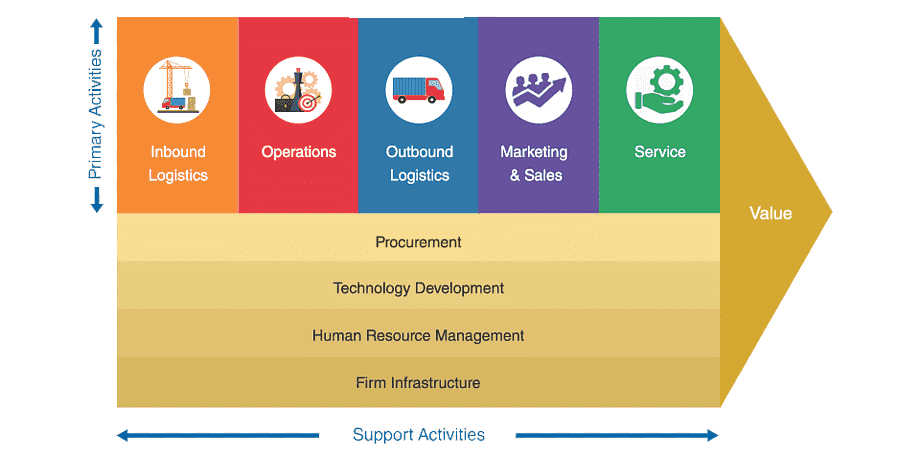 Primary Activities
Inbound
Logistics
Operations
Outbound
Logistics
Marketing
& Sales
Service
Value
Procurement
Technology Development
Human Resource Management
Firm Infrastructure
Support Activities